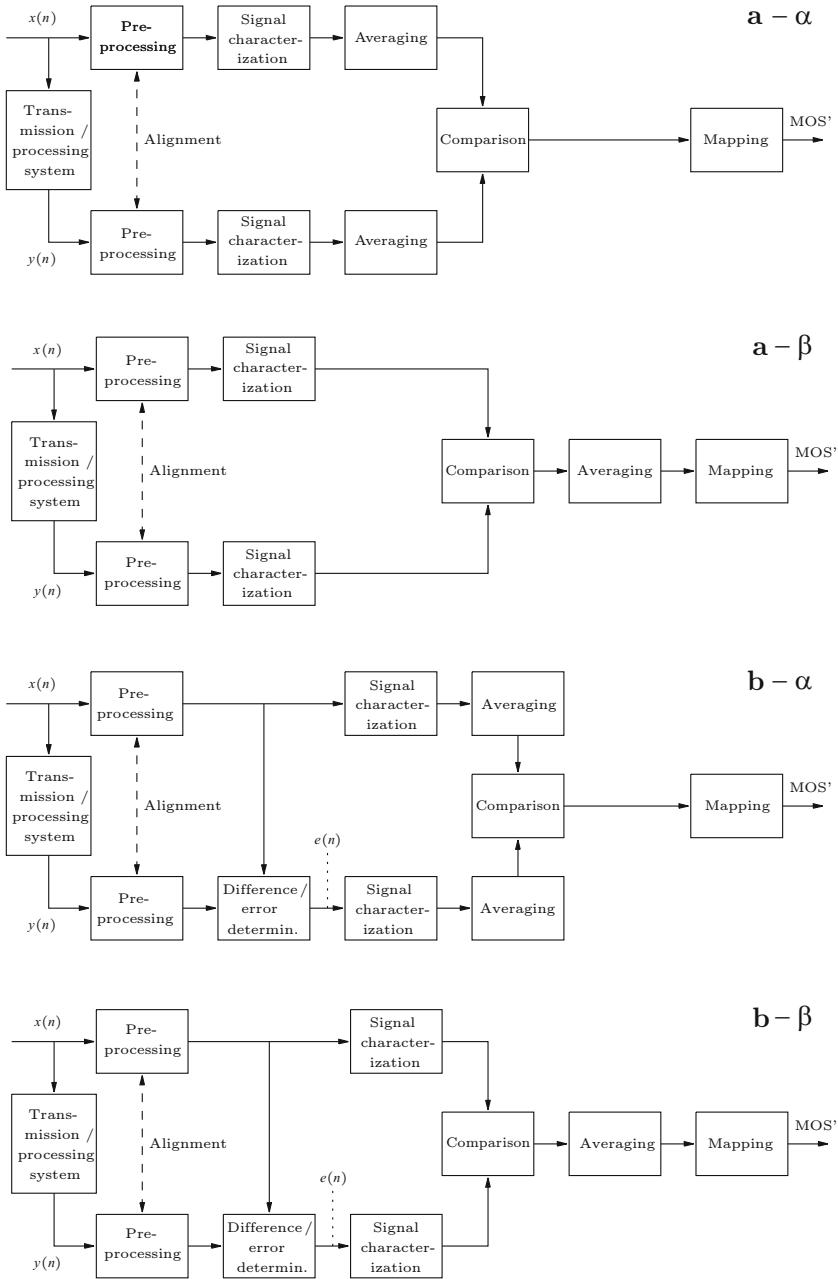 a – α
x(n)
Pre-
processing
Signal
character-
ization
Averaging
Trans-
mission /
processing
system
Alignment
Comparison
Mapping
MOS'
y(n)
Pre-
processing
Signal
character-
ization
Averaging
a – β
x(n)
Pre-
processing
Signal
character-
ization
Trans-
mission /
processing
system
Alignment
Comparison
Averaging
Mapping
MOS'
y(n)
Pre-
processing
Signal
character-
ization
b – α
x(n)
Pre-
processing
Signal
character-
ization
Averaging
Trans-
mission /
processing
system
Alignment
Comparison
Mapping
MOS'
e(n)
y(n)
Pre-
processing
Difference/
error
determin.
Signal
character-
ization
Averaging
b – β
x(n)
Pre-
processing
Signal
character-
ization
Trans-
mission /
processing
system
Alignment
Comparison
Averaging
Mapping
MOS'
e(n)
y(n)
Pre-
processing
Difference/
error
determin.
Signal
character-
ization